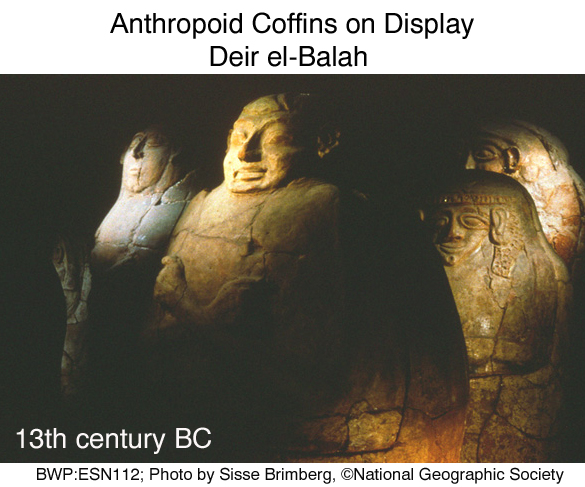 Anthropoid Coffins on Display
Deir el-Balah
13th century BC
BWP:ESN112; Photo by Sisse Brimberg, ©National Geographic Society